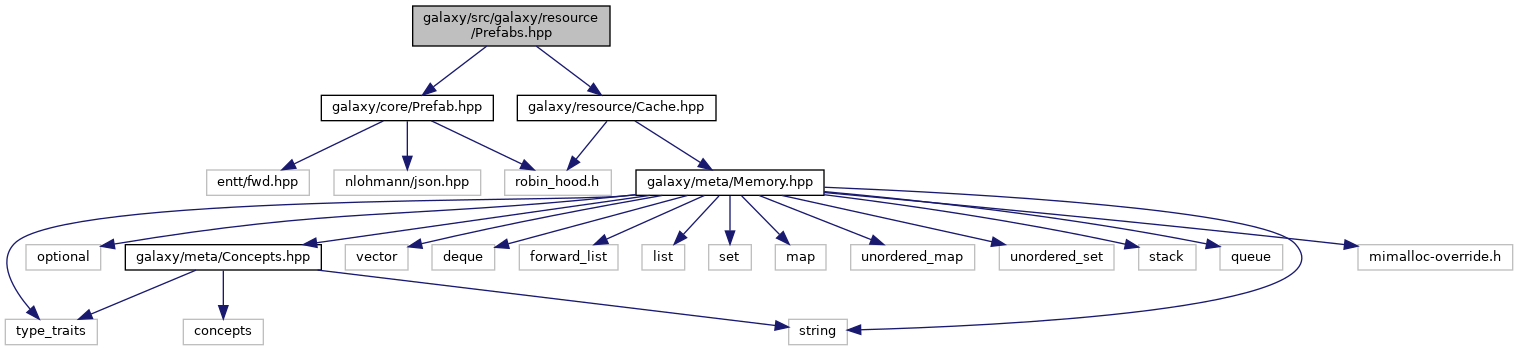 galaxy/src/galaxy/resource
/Prefabs.hpp
galaxy/core/Prefab.hpp
galaxy/resource/Cache.hpp
entt/fwd.hpp
nlohmann/json.hpp
robin_hood.h
galaxy/meta/Memory.hpp
optional
galaxy/meta/Concepts.hpp
vector
deque
forward_list
list
set
map
unordered_map
unordered_set
stack
queue
mimalloc-override.h
type_traits
concepts
string